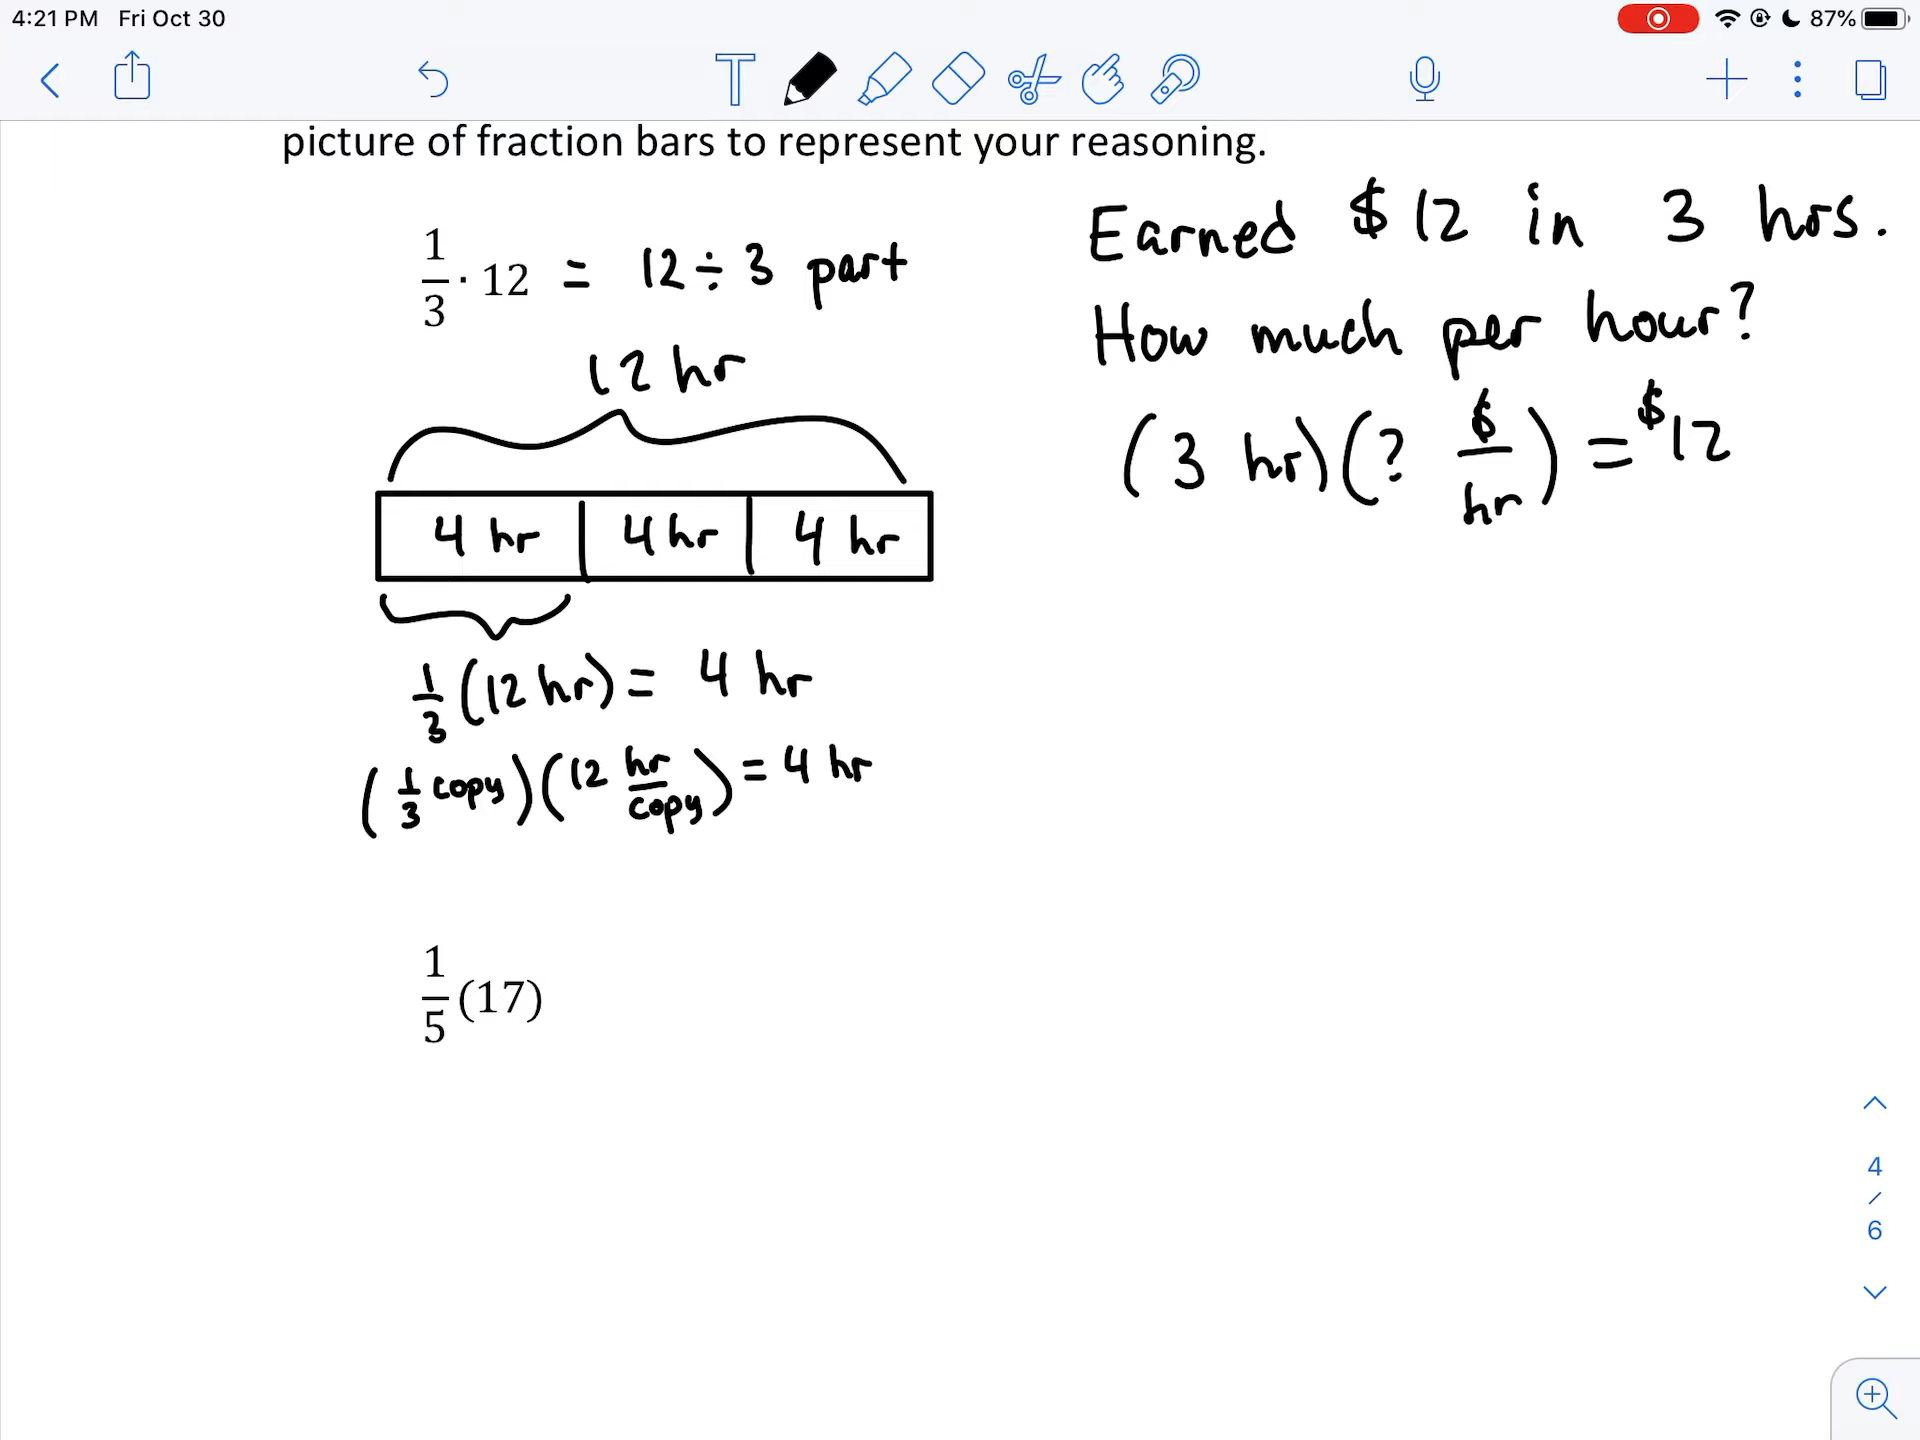 4:21 PM Fri Oct 30
87%
T
picture of fraction bars to represent your reasoning.
1/3 · 12 = 12 ÷ 3 part
12 hr
4 hr 4 hr 4 hr
1/3 (12 hr) = 4 hr
(1/3 copy)(12 hr/copy) = 4 hr
1/5 (17)
Earned $12 in 3 hrs.
How much per hour?
(3 hr)(? $/hr) = $12
4
/
6